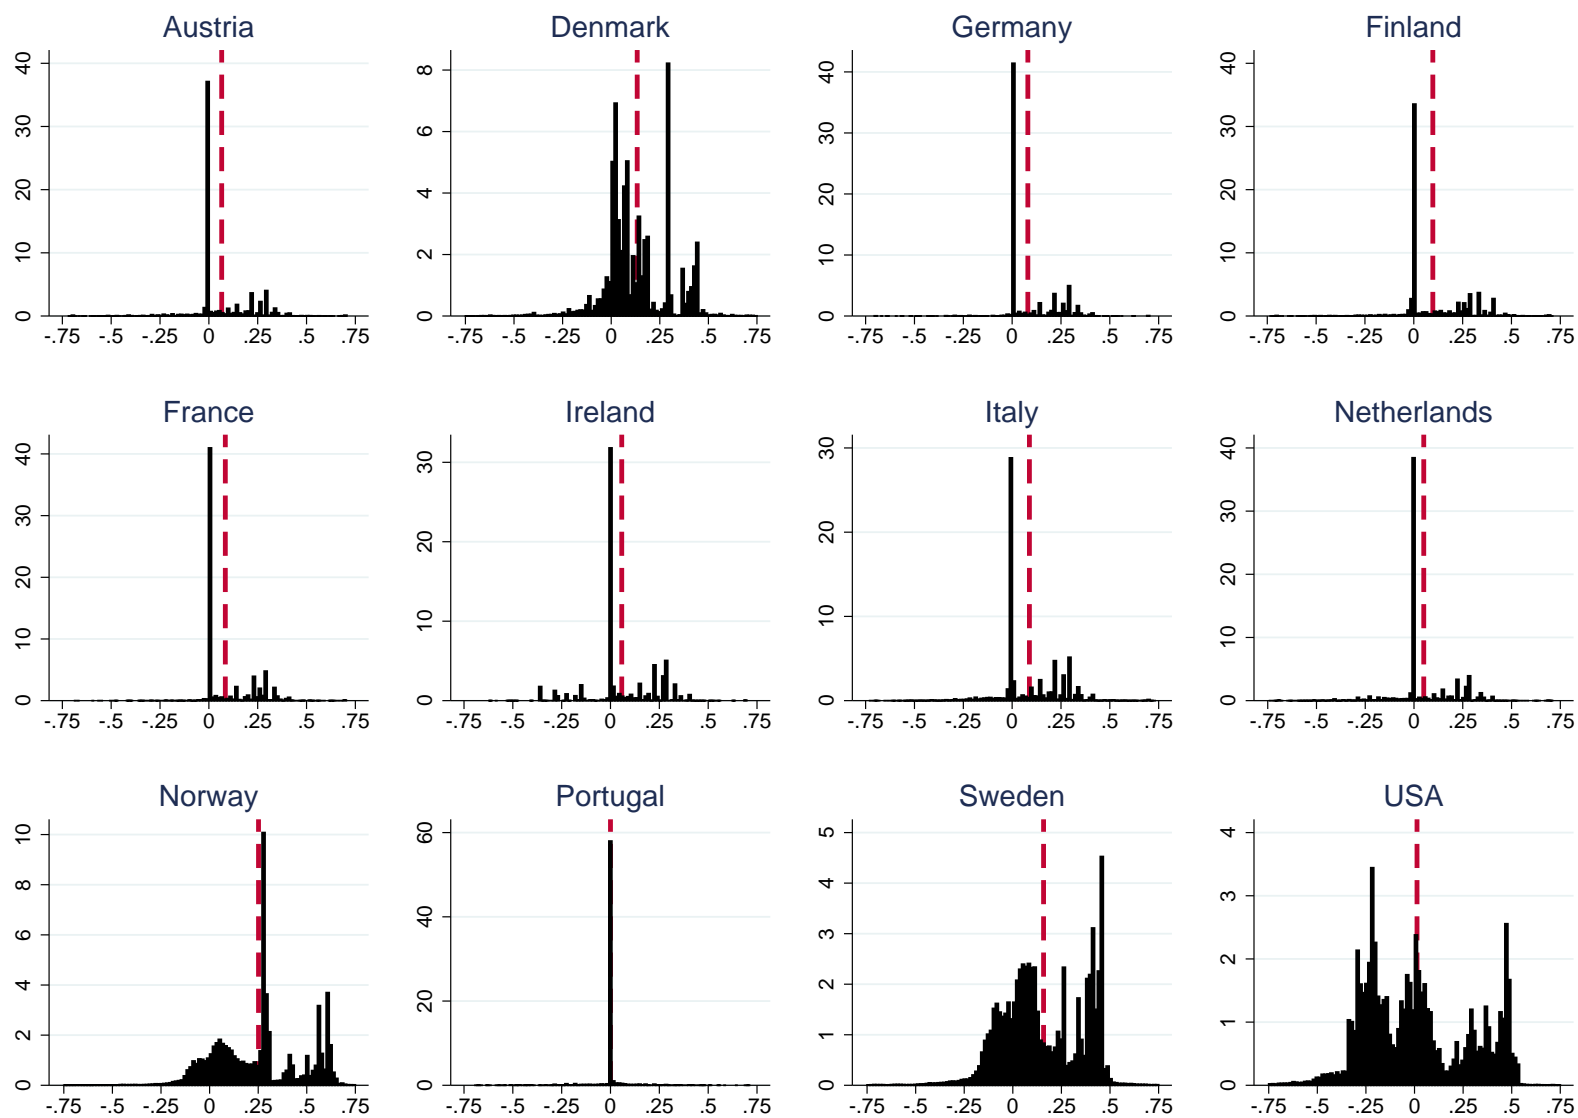 Austria
Denmark
Germany
Finland
0 10 20 30 40
0 2 4 6 8
0 10 20 30 40
0 10 20 30 40
-.75 -.5 -.25 0 .25 .5 .75
-.75 -.5 -.25 0 .25 .5 .75
-.75 -.5 -.25 0 .25 .5 .75
-.75 -.5 -.25 0 .25 .5 .75
France
Ireland
Italy
Netherlands
0 10 20 30 40
0 10 20 30
0 10 20 30
0 10 20 30 40
-.75 -.5 -.25 0 .25 .5 .75
-.75 -.5 -.25 0 .25 .5 .75
-.75 -.5 -.25 0 .25 .5 .75
-.75 -.5 -.25 0 .25 .5 .75
Norway
Portugal
Sweden
USA
0 2 4 6 8 10
0 20 40 60
0 1 2 3 4 5
0 1 2 3 4
-.75 -.5 -.25 0 .25 .5 .75
-.75 -.5 -.25 0 .25 .5 .75
-.75 -.5 -.25 0 .25 .5 .75
-.75 -.5 -.25 0 .25 .5 .75